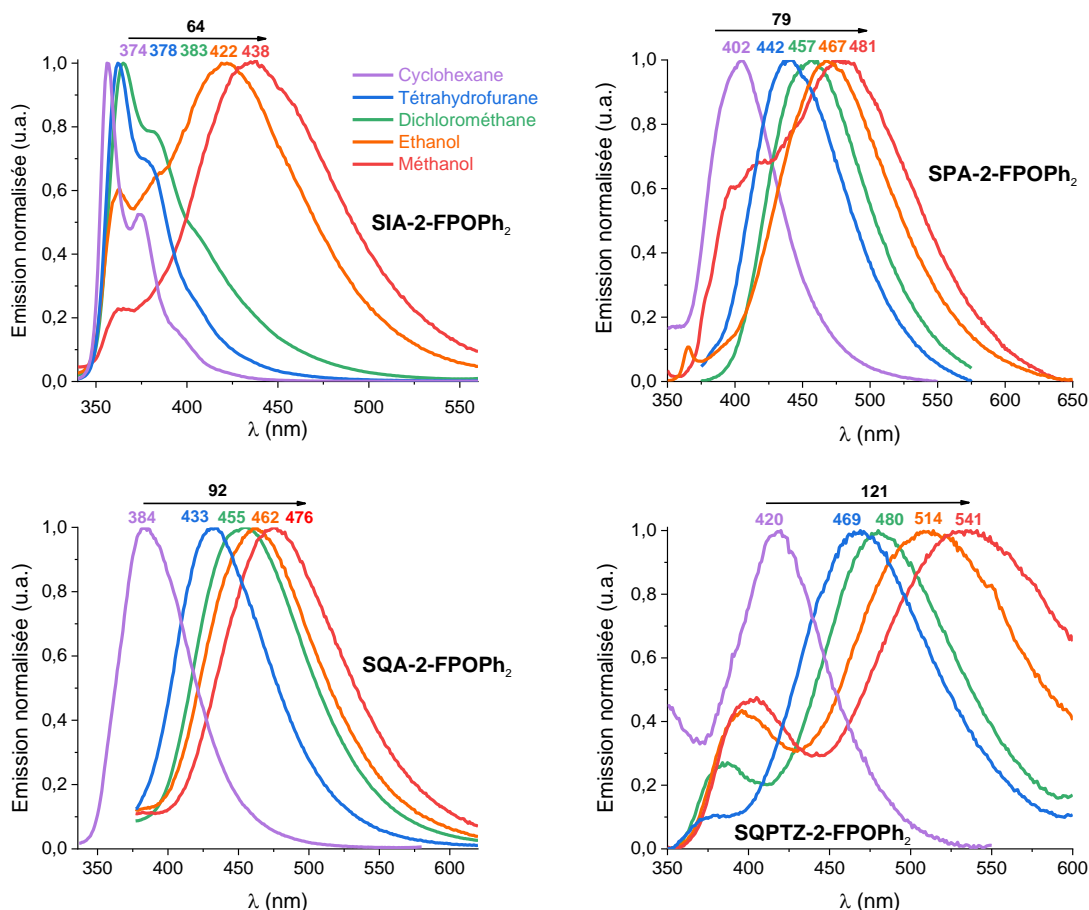 64
374 378 383 422 438
Cyclohexane
Tétrahydrofurane
Dichlorométhane
Ethanol
Méthanol
SIA-2-FPOPh₂
Emission normalisée (u.a.)
1,0
0,8
0,6
0,4
0,2
0,0
350 400 450 500 550
λ (nm)
79
402 442 457 467 481
SPA-2-FPOPh₂
Emission normalisée (u.a.)
1,0
0,8
0,6
0,4
0,2
0,0
350 400 450 500 550 600 650
λ (nm)
92
384 433 455 462 476
SQA-2-FPOPh₂
Emission normalisée (u.a.)
1,0
0,8
0,6
0,4
0,2
0,0
350 400 450 500 550 600
λ (nm)
121
420 469 480 514 541
SQPTZ-2-FPOPh₂
Emission normalisée (u.a.)
1,0
0,8
0,6
0,4
0,2
0,0
350 400 450 500 550 600
λ (nm)